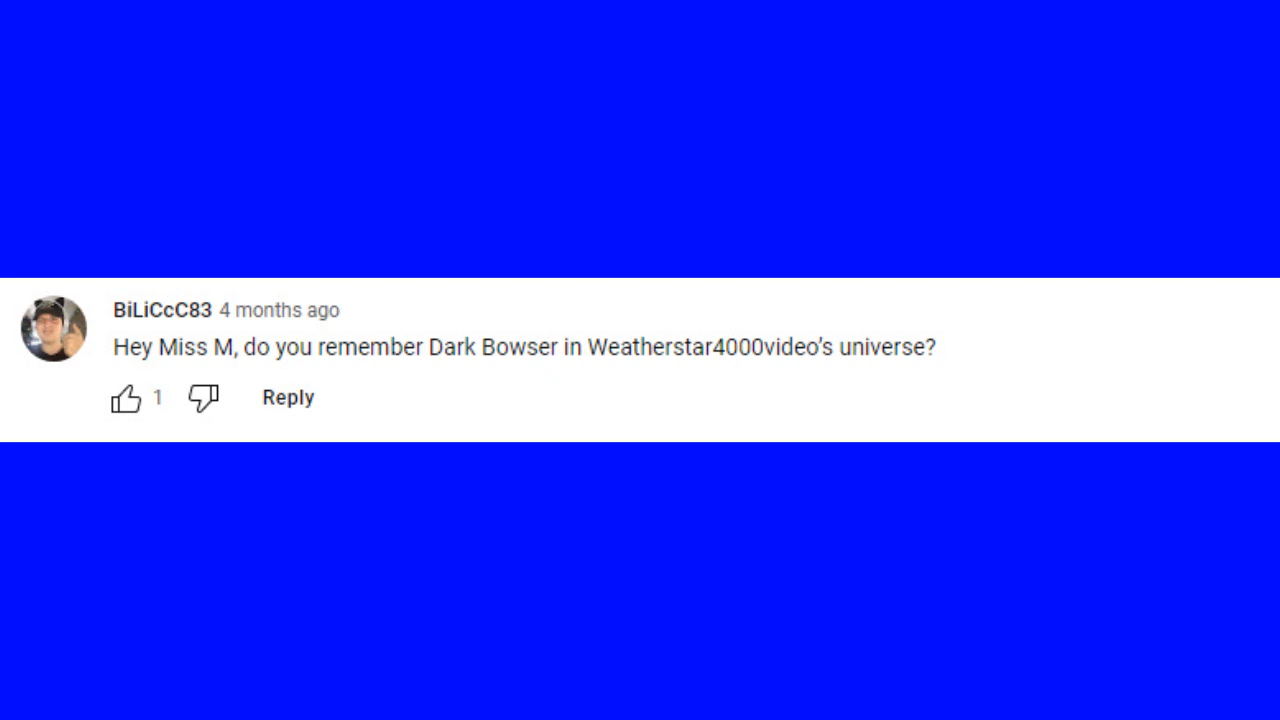 BiLiCcC83 4 months ago
Hey Miss M, do you remember Dark Bowser in Weatherstar4000video’s universe?
1 Reply